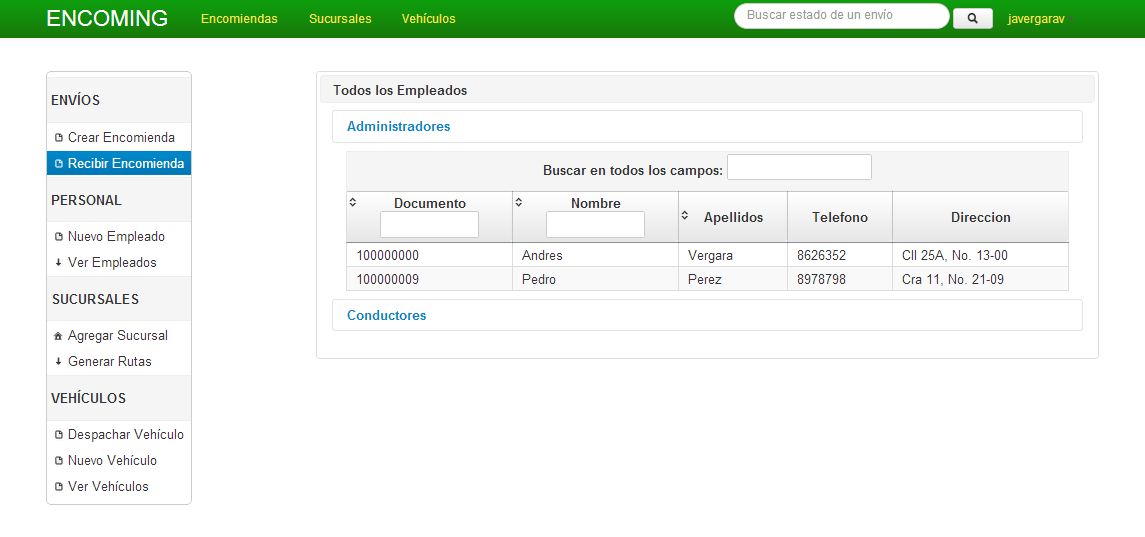 ENCOMING Encomiendas Sucursales Vehículos Buscar estado de un envío javergarav
ENVÍOS
Crear Encomienda
Recibir Encomienda
PERSONAL
Nuevo Empleado
Ver Empleados
SUCURSALES
Agregar Sucursal
Generar Rutas
VEHÍCULOS
Despachar Vehículo
Nuevo Vehículo
Ver Vehículos
Todos los Empleados
Administradores
Buscar en todos los campos:
Documento Nombre Apellidos Telefono Direccion
100000000 Andres Vergara 8626352 Cll 25A, No. 13-00
100000009 Pedro Perez 8978798 Cra 11, No. 21-09
Conductores